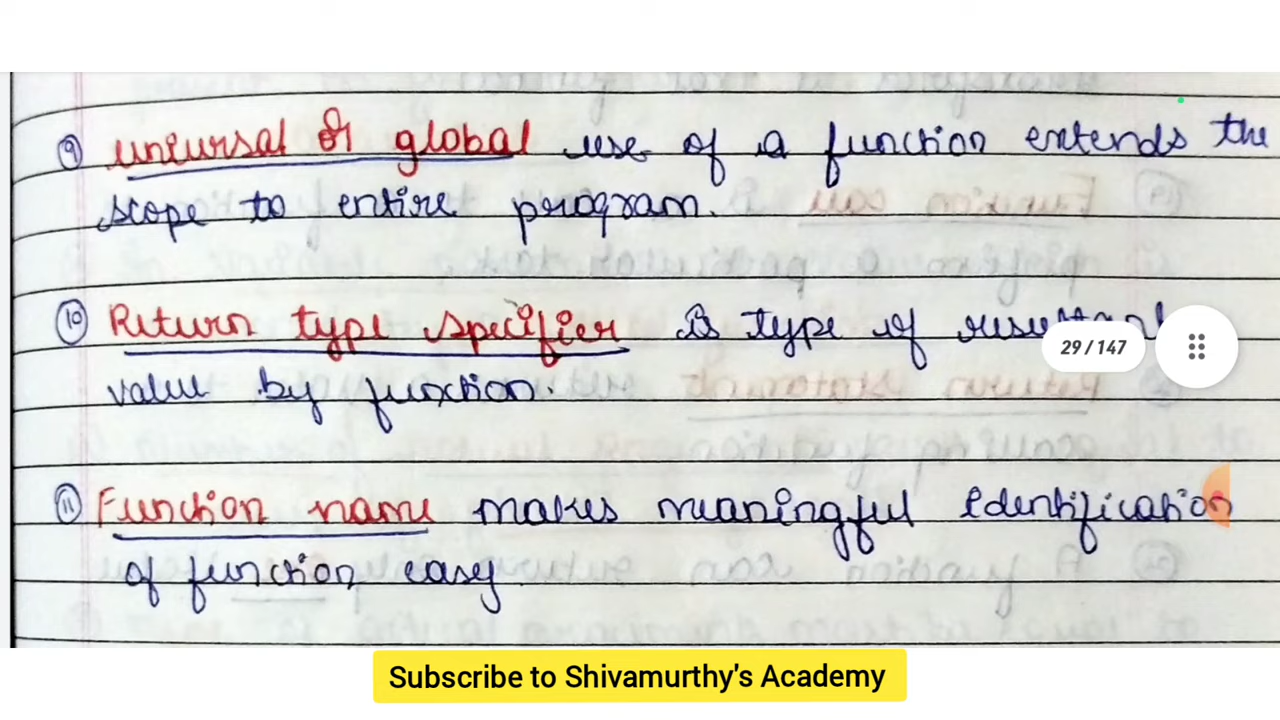 ⑨ universal or global use of a function extends the
scope to entire program.
⑩ Return type specifier is type of resultant
29 / 147
value by function.
⑪ Function name makes meaningful identification
of function easy.
Subscribe to Shivamurthy's Academy